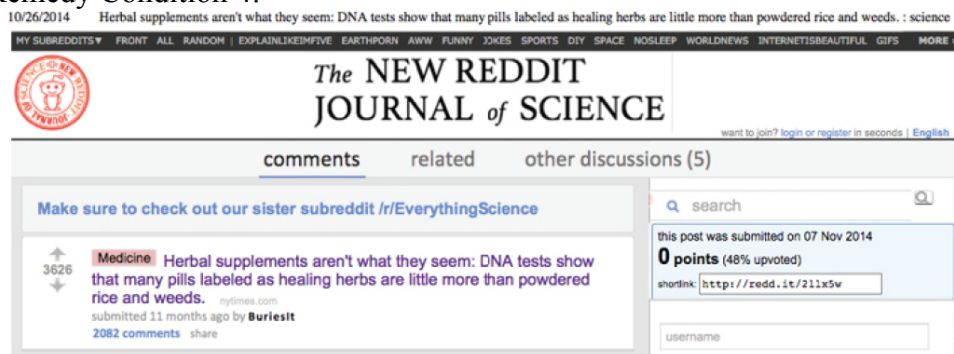 Remedy Condition 4.
10/26/2014 Herbal supplements aren't what they seem: DNA tests show that many pills labeled as healing herbs are little more than powdered rice and weeds. : science
MY SUBREDDITS▼ FRONT ALL RANDOM | EXPLAINLIKEIMFIVE EARTHPORN AWW FUNNY JOKES SPORTS DIY SPACE NOSLEEP WORLDNEWS INTERNETISBEAUTIFUL GIFS MORE
The NEW REDDIT
JOURNAL of SCIENCE
want to join? login or register in seconds | English
comments related other discussions (5)
Make sure to check out our sister subreddit /r/EverythingScience
3626
Medicine Herbal supplements aren't what they seem: DNA tests show
that many pills labeled as healing herbs are little more than powdered
rice and weeds. nytimes.com
submitted 11 months ago by BuriesIt
2082 comments share
search
this post was submitted on 07 Nov 2014
0 points (48% upvoted)
shortlink: http://redd.it/2l1x5w
username